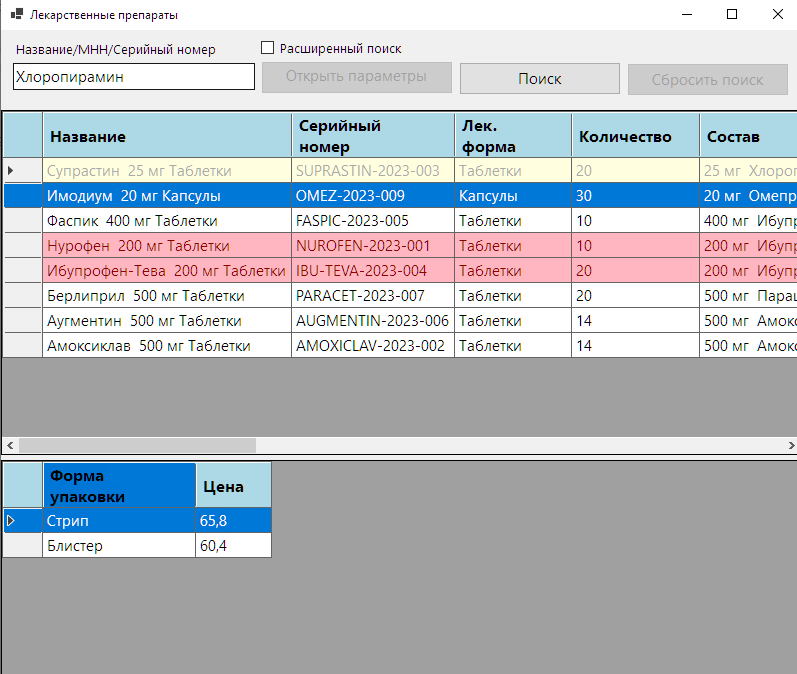 Лекарственные препараты
Название/МНН/Серийный номер
Расширенный поиск
Хлоропирамин
Открыть параметры
Поиск
Сбросить поиск
Название Серийный номер Лек. форма Количество Состав
Супрастин 25 мг Таблетки SUPRASTIN-2023-003 Таблетки 20 25 мг Хлороп
Имодиум 20 мг Капсулы OMEZ-2023-009 Капсулы 30 20 мг Омепр
Фаспик 400 мг Таблетки FASPIC-2023-005 Таблетки 10 400 мг Ибупр
Нурофен 200 мг Таблетки NUROFEN-2023-001 Таблетки 10 200 мг Ибупр
Ибупрофен-Тева 200 мг Таблетки IBU-TEVA-2023-004 Таблетки 20 200 мг Ибупр
Берлиприл 500 мг Таблетки PARACET-2023-007 Таблетки 20 500 мг Параш
Аугментин 500 мг Таблетки AUGMENTIN-2023-006 Таблетки 14 500 мг Амокс
Амоксиклав 500 мг Таблетки AMOXICLAV-2023-002 Таблетки 14 500 мг Амокс
Форма упаковки Цена
Стрип 65,8
Блистер 60,4